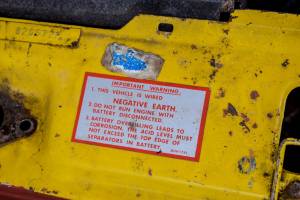 IMPORTANT WARNING
1. THIS VEHICLE IS WIRED
NEGATIVE EARTH.
2. DO NOT RUN ENGINE WITH
BATTERY DISCONNECTED.
3. BATTERY OVERFILLING LEADS TO
CORROSION. THE ACID LEVEL MUST
NOT EXCEED THE TOP EDGE OF
SEPARATORS IN BATTERY.